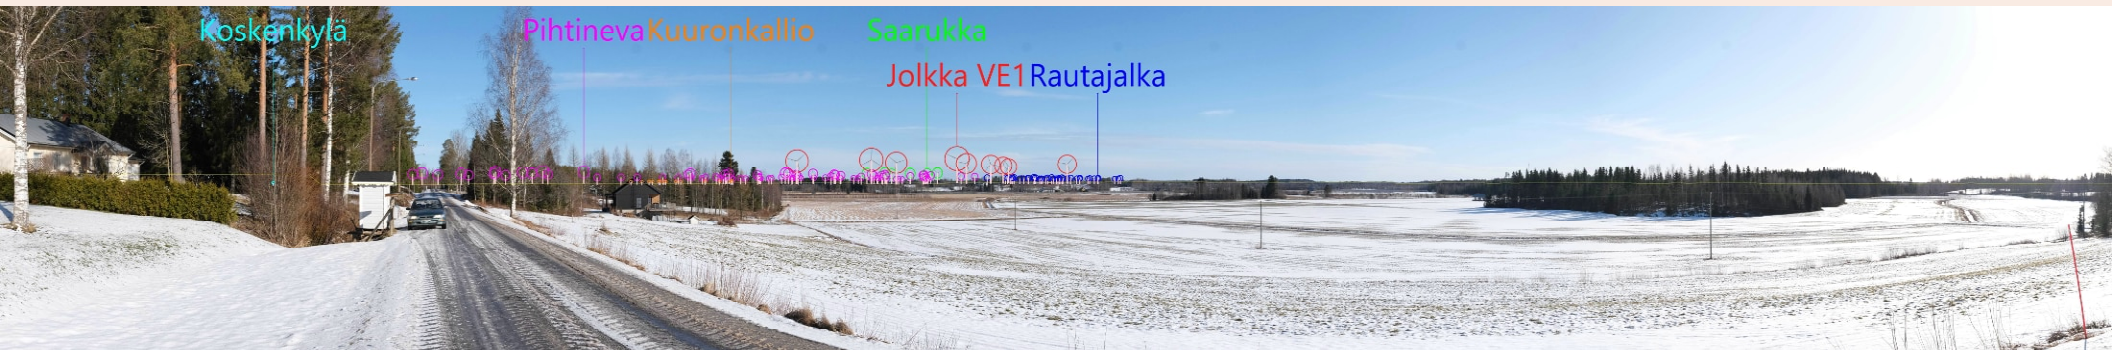 Koskenkylä Pihtineva Kuuronkallio Saarukka
Jolkka VE1 Rautajalka